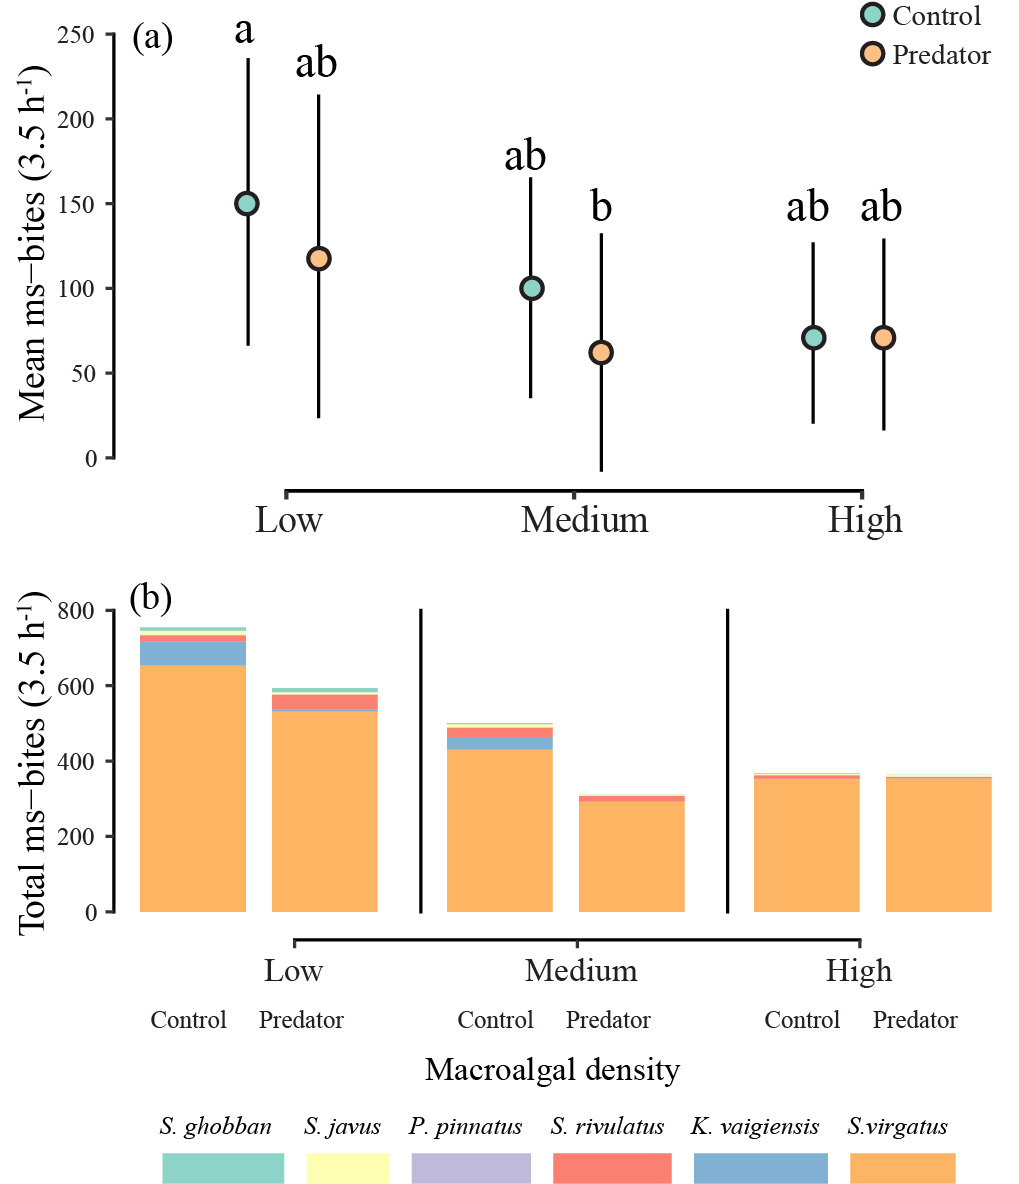 (a)
Control
Predator
Mean ms−bites (3.5 h⁻¹)
250
200
150
100
50
0
a
ab
ab
b
ab
ab
Low
Medium
High
(b)
Total ms−bites (3.5 h⁻¹)
800
600
400
200
0
Low
Medium
High
Control
Predator
Control
Predator
Control
Predator
Macroalgal density
S. ghobban
S. javus
P. pinnatus
S. rivulatus
K. vaigiensis
S.virgatus